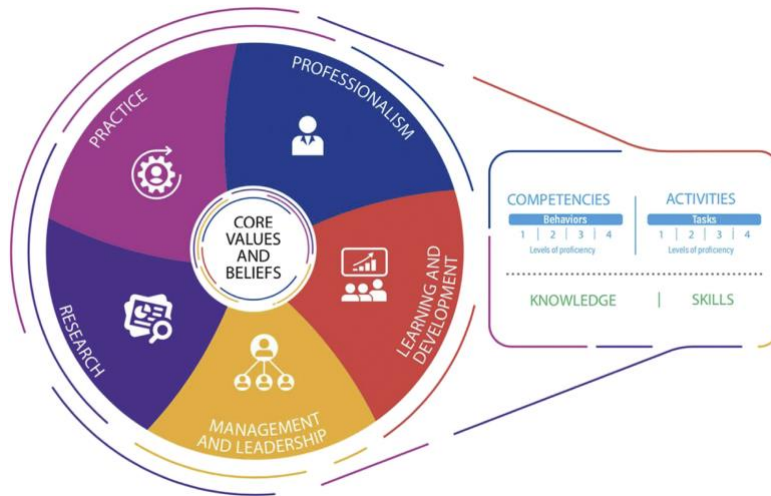 PRACTICE
PROFESSIONALISM
LEARNING AND
DEVELOPMENT
MANAGEMENT
AND LEADERSHIP
RESEARCH
CORE
VALUES
AND
BELIEFS
COMPETENCIES
Behaviors
1 | 2 | 3 | 4
Levels of proficiency
ACTIVITIES
Tasks
1 | 2 | 3 | 4
Levels of proficiency
KNOWLEDGE | SKILLS